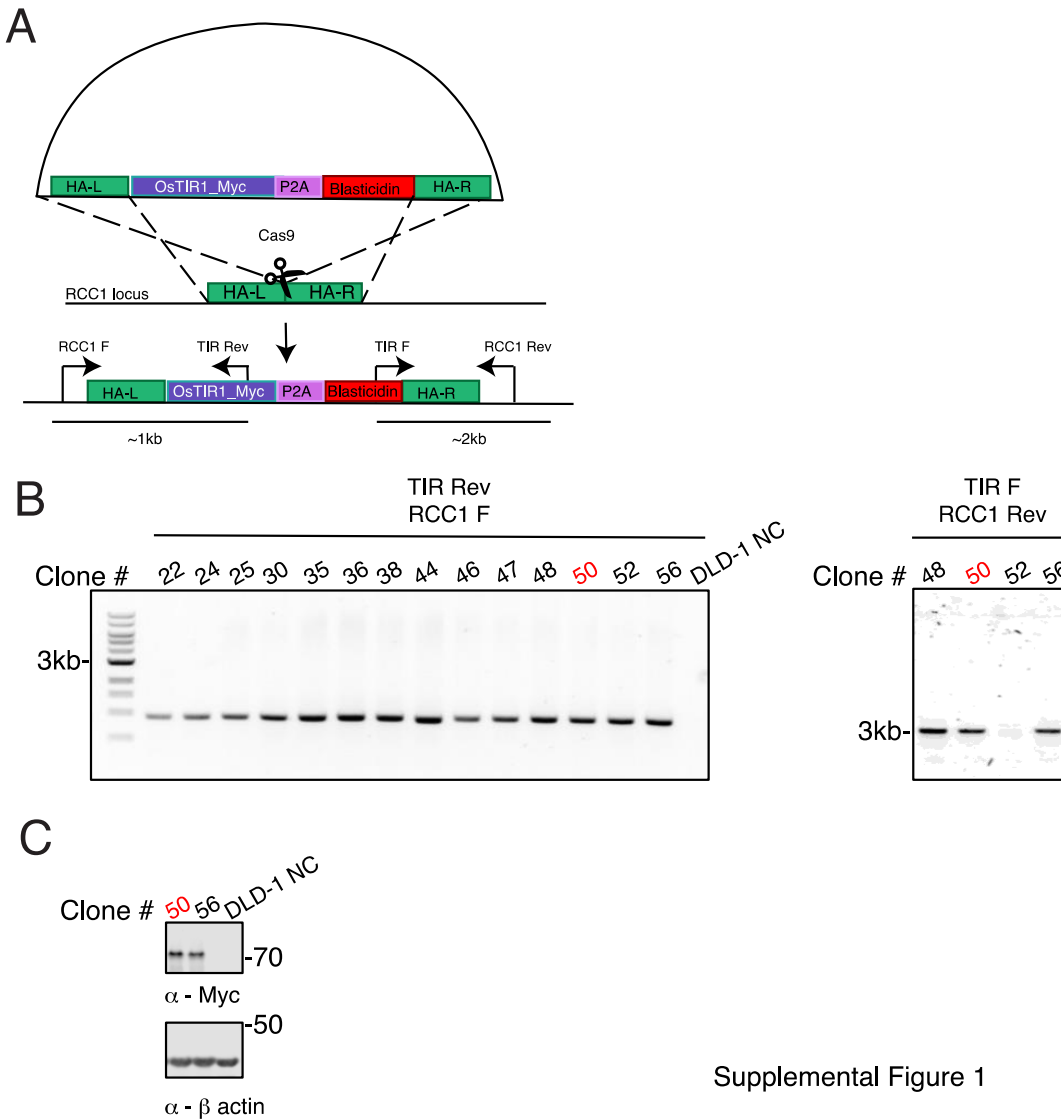 A
HA-L OsTIR1_Myc P2A Blasticidin HA-R
Cas9
HA-L HA-R
RCC1 locus
RCC1 F TIR Rev TIR F RCC1 Rev
HA-L OsTIR1_Myc P2A Blasticidin HA-R
~1kb ~2kb
B
TIR Rev
RCC1 F
Clone # 22 24 25 30 35 36 38 44 46 47 48 50 52 56 DLD-1 NC
3kb-
TIR F
RCC1 Rev
Clone # 48 50 52 56
3kb-
C
Clone # 50 56 DLD-1 NC
-70
α - Myc
-50
α - β actin
Supplemental Figure 1